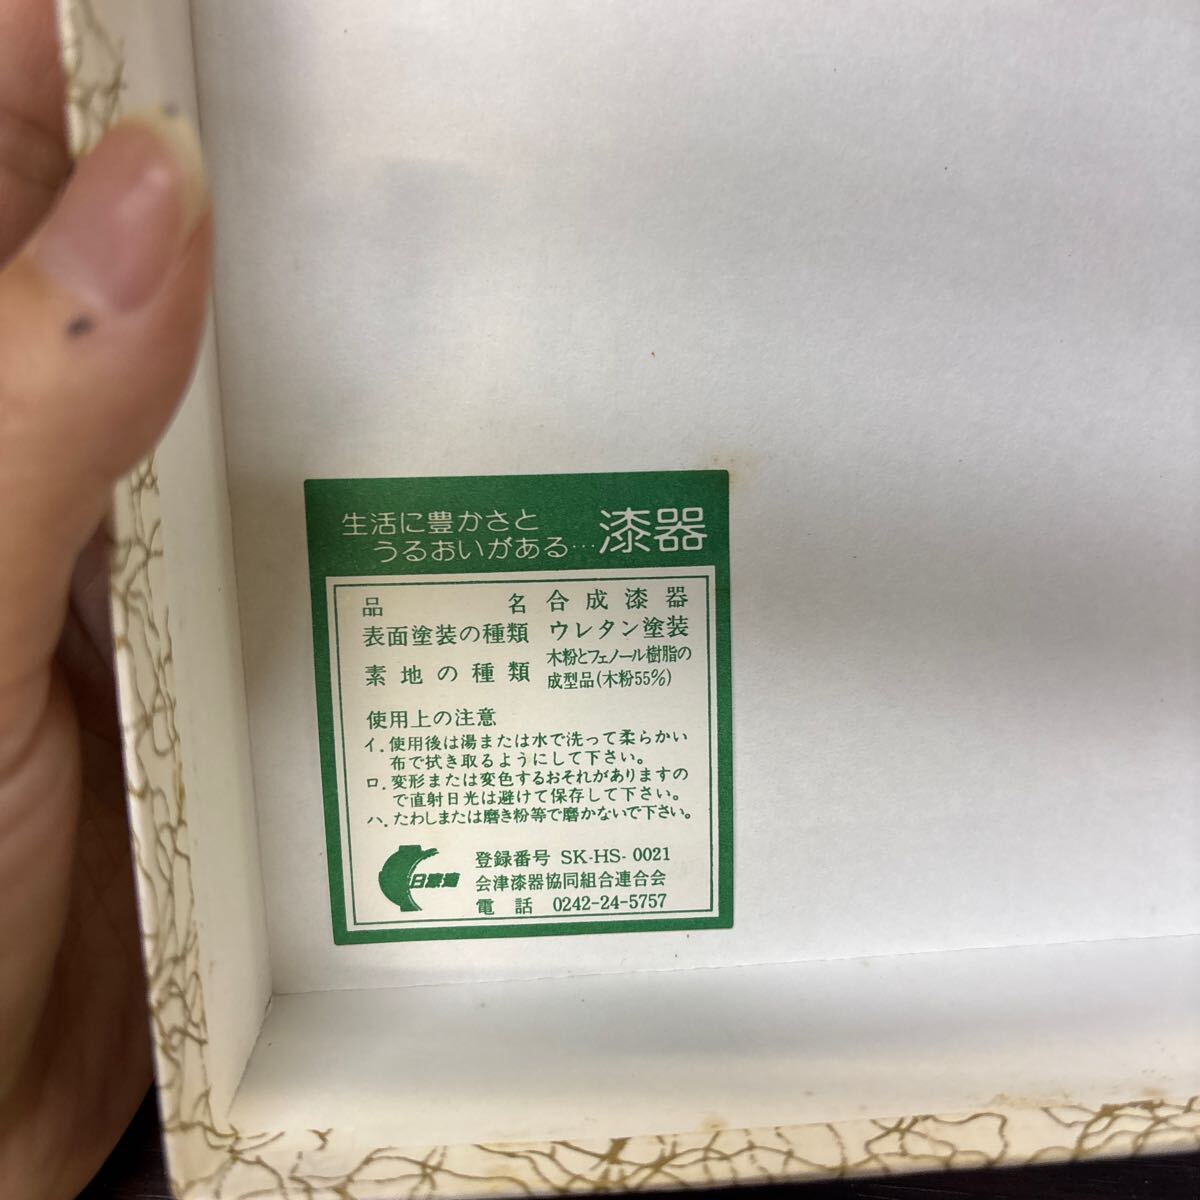 生活に豊かさと
うるおいがある…漆器
品名 合成漆器
表面塗装の種類 ウレタン塗装
素地の種類 木粉とフェノール樹脂の
成型品(木粉55%)
使用上の注意
イ.使用後は湯または水で洗って柔らかい
布で拭き取るようにして下さい。
ロ.変形または変色するおそれがありますの
で直射日光は避けて保存して下さい。
ハ.たわしまたは磨き粉等で磨かないで下さい。
日漆連
登録番号 SK-HS-0021
会津漆器協同組合連合会
電話 0242-24-5757